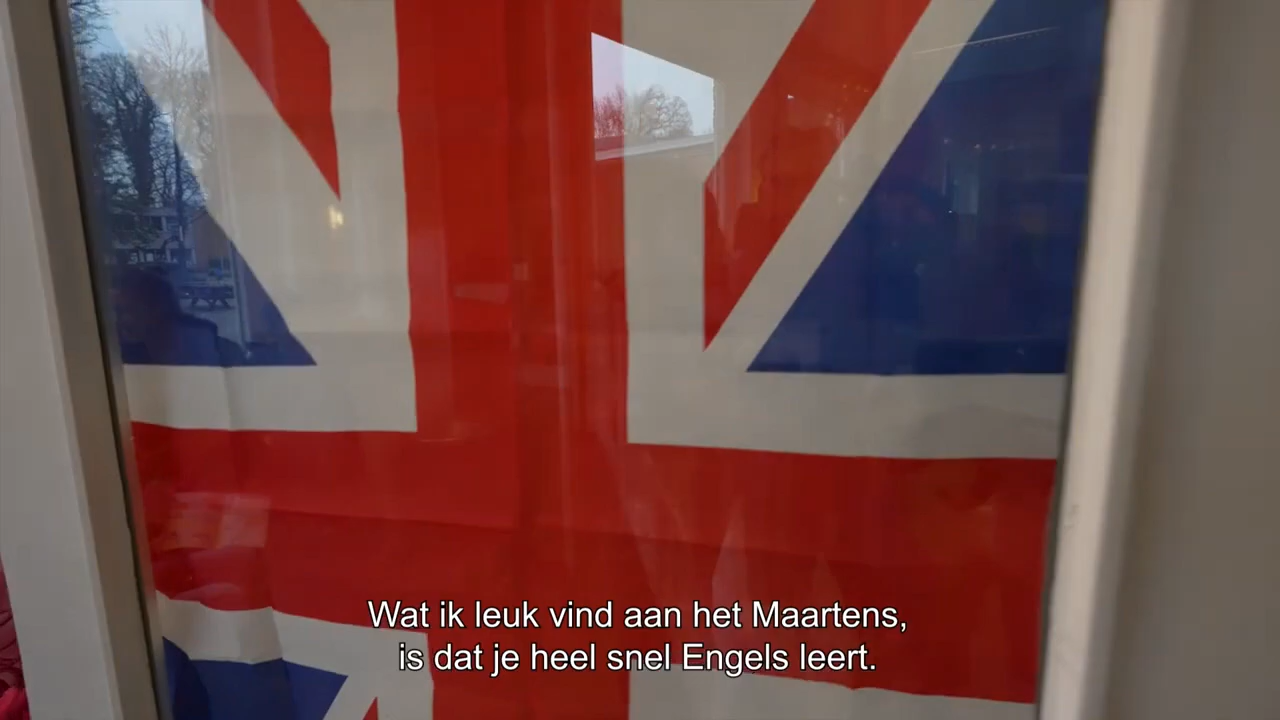 Wat ik leuk vind aan het Maartens,
is dat je heel snel Engels leert.